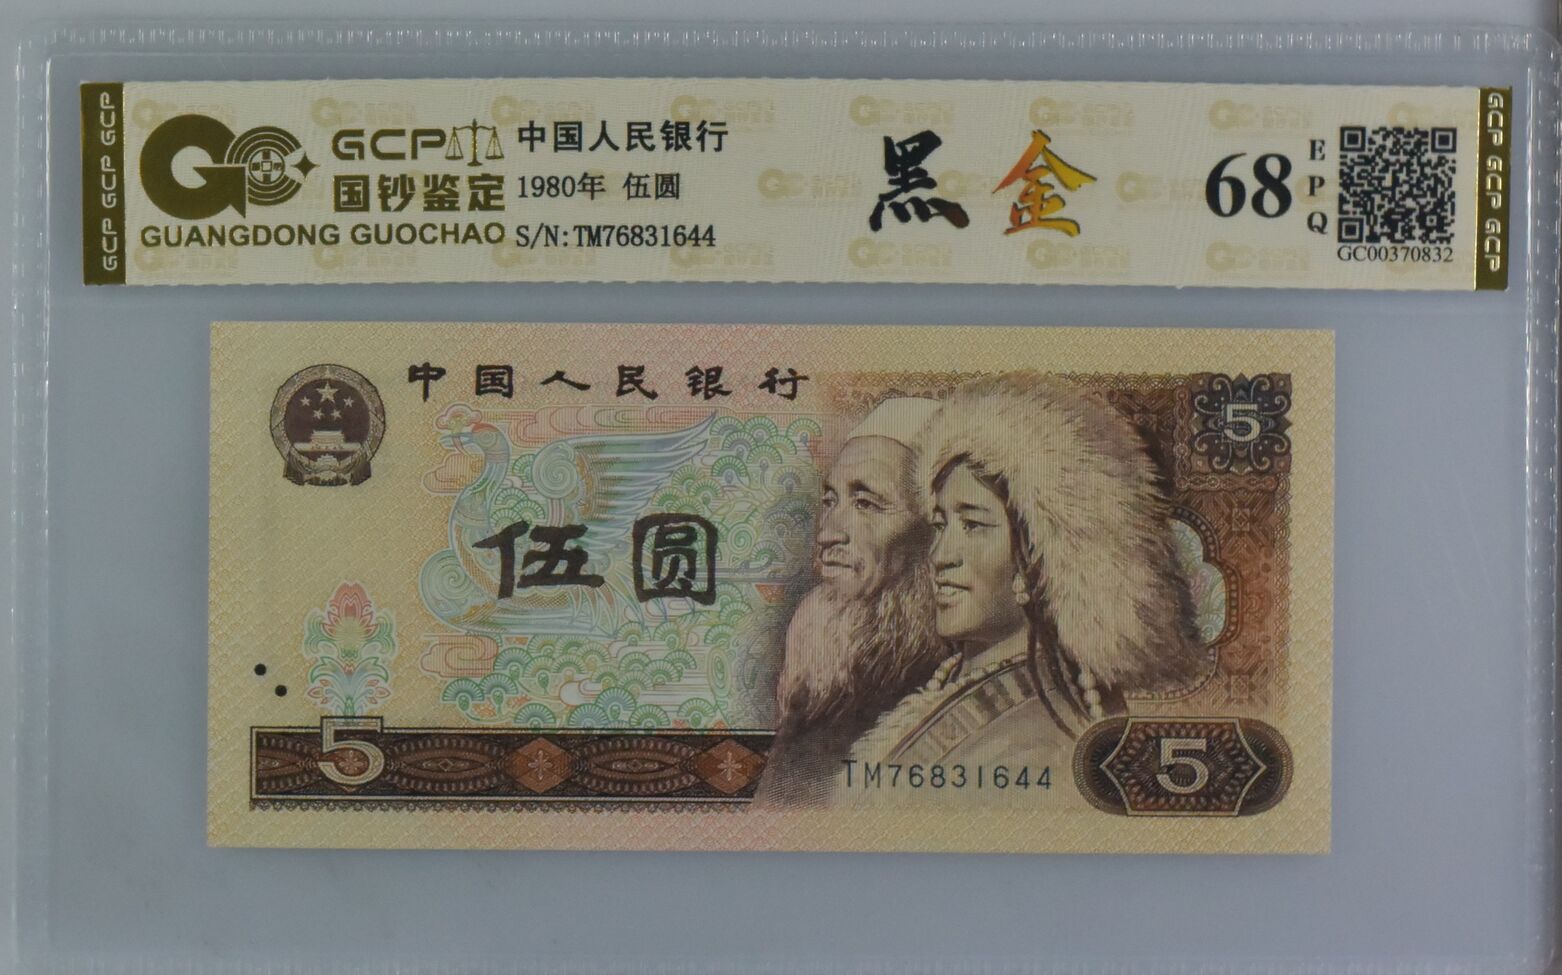 GCP GCP GCP
GCP
中国人民银行
国钞鉴定
1980年 伍圆
GUANGDONG GUOCHAO
S/N:TM76831644
黑金
68
EPQ
GC00370832
GCP GCP GCP
中国人民银行
5
伍圆
5
TM76831644
5